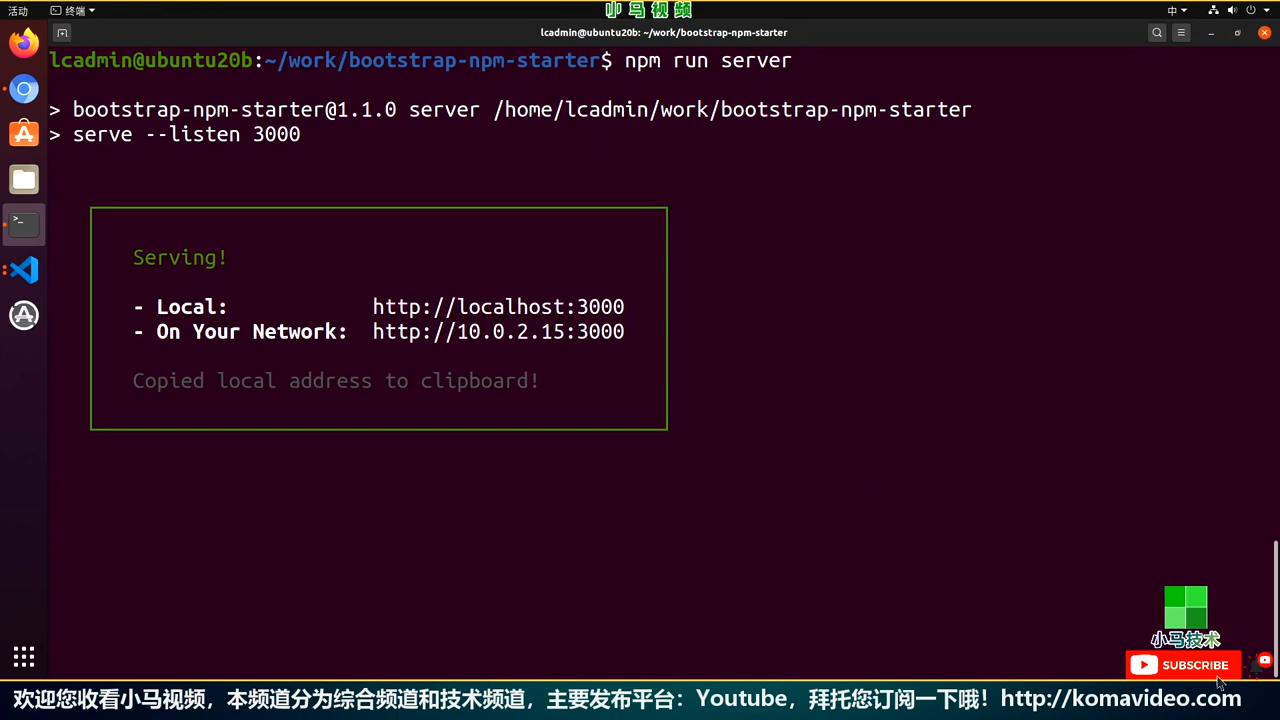 活动
终端
小马视频
中
lcadmin@ubuntu20b: ~/work/bootstrap-npm-starter
lcadmin@ubuntu20b:~/work/bootstrap-npm-starter$ npm run server
> bootstrap-npm-starter@1.1.0 server /home/lcadmin/work/bootstrap-npm-starter
> serve --listen 3000
Serving!
- Local: http://localhost:3000
- On Your Network: http://10.0.2.15:3000
Copied local address to clipboard!
小马技术
SUBSCRIBE
欢迎您收看小马视频，本频道分为综合频道和技术频道，主要发布平台：Youtube，拜托您订阅一下哦！http://komavideo.com